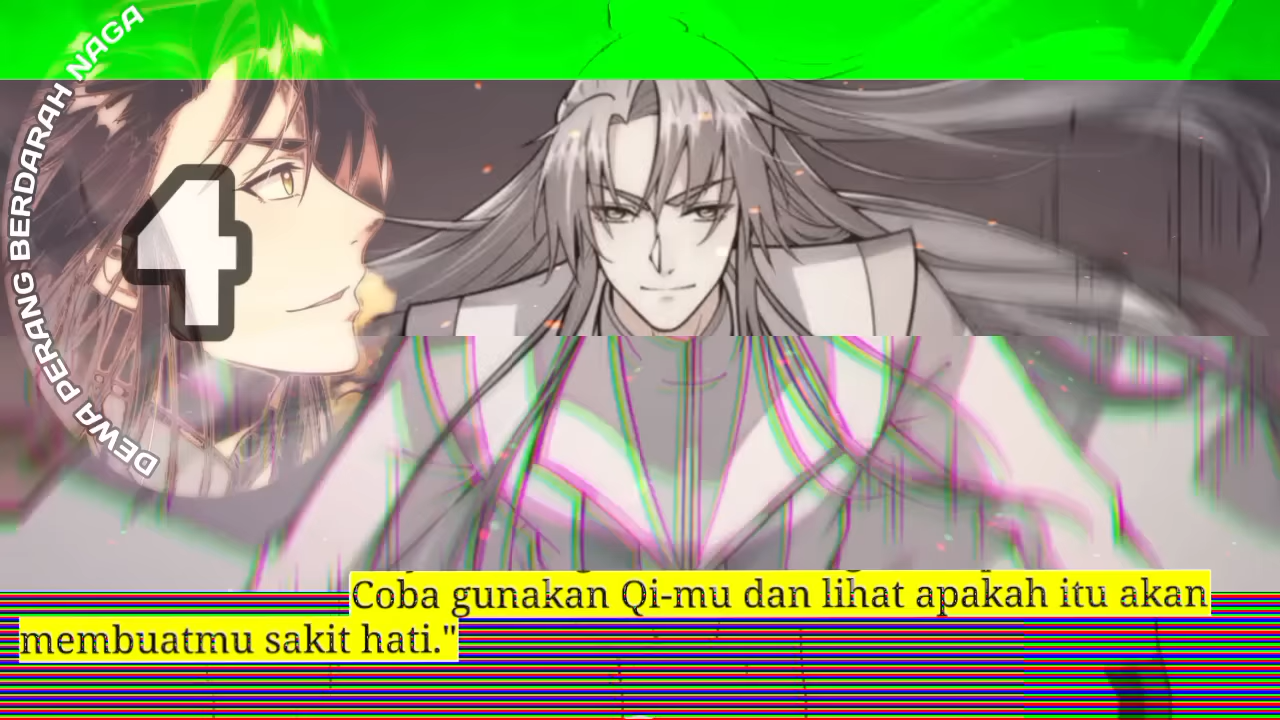 DEWA PERANG BERDARAH NAGA
4
Coba gunakan Qi-mu dan lihat apakah itu akan
membuatmu sakit hati."